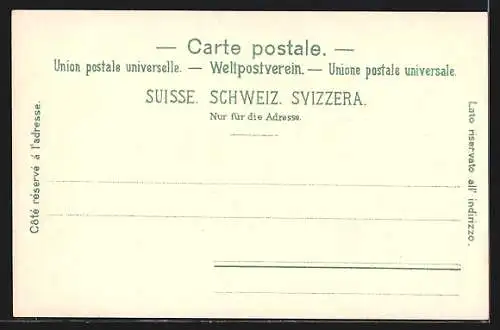 — Carte postale. —
Union postale universelle. — Weltpostverein. — Unione postale universale.
SUISSE. SCHWEIZ. SVIZZERA.
Nur für die Adresse.
Côté réservé á l'adresse.
Lato riservato all' indirizzo.